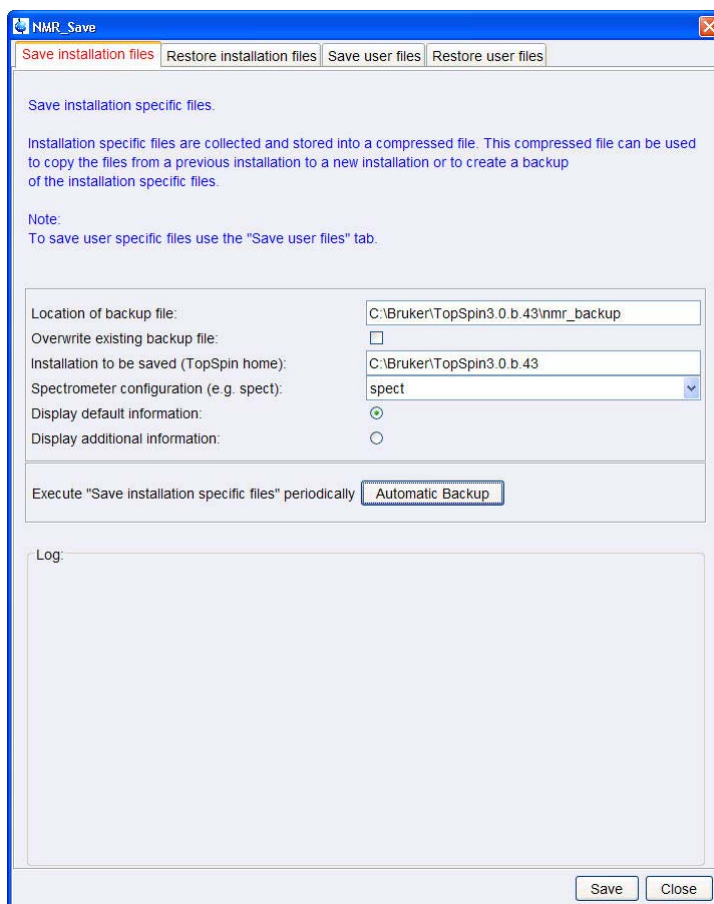 NMR_Save
Save installation files Restore installation files Save user files Restore user files
Save installation specific files.
Installation specific files are collected and stored into a compressed file. This compressed file can be used
to copy the files from a previous installation to a new installation or to create a backup
of the installation specific files.
Note:
To save user specific files use the "Save user files" tab.
Location of backup file: C:\Bruker\TopSpin3.0.b.43\nmr_backup
Overwrite existing backup file:
Installation to be saved (TopSpin home): C:\Bruker\TopSpin3.0.b.43
Spectrometer configuration (e.g. spect): spect
Display default information:
Display additional information:
Execute "Save installation specific files" periodically Automatic Backup
Log:
Save Close